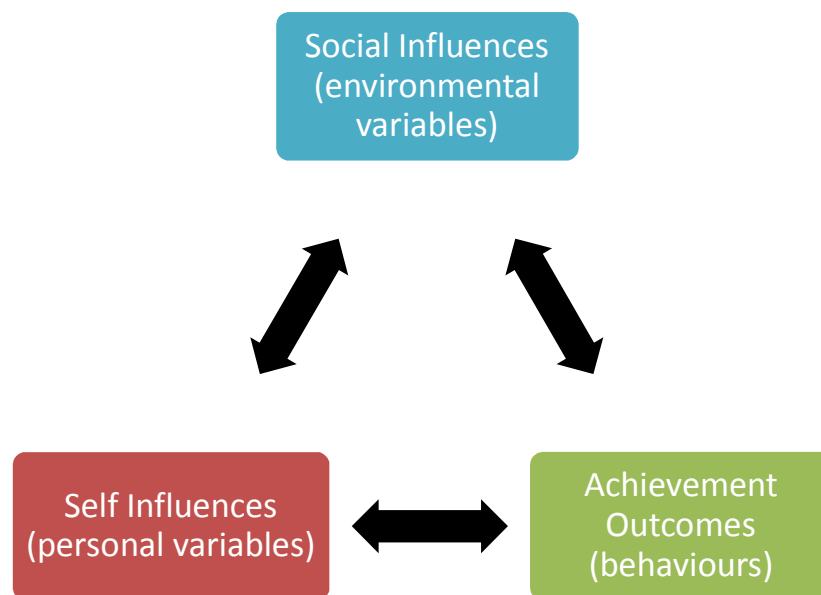 Social Influences
(environmental
variables)
Self Influences
(personal variables)
Achievement
Outcomes
(behaviours)